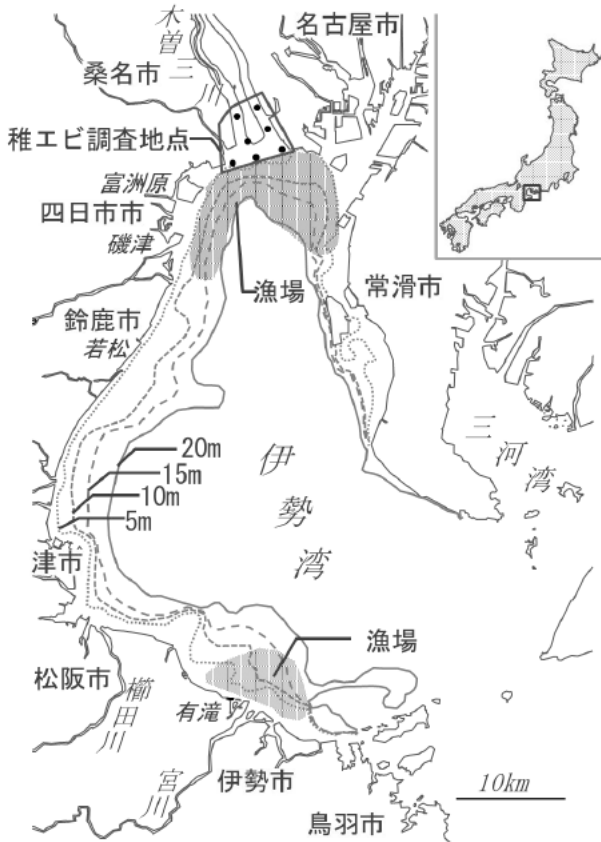 木曽三川
名古屋市
桑名市
稚エビ調査地点
富洲原
四日市市
磯津
漁場
常滑市
鈴鹿市
若松
三河湾
伊勢湾
20m
15m
10m
5m
津市
漁場
松阪市
櫛田川
有滝
宮川
伊勢市
10km
鳥羽市